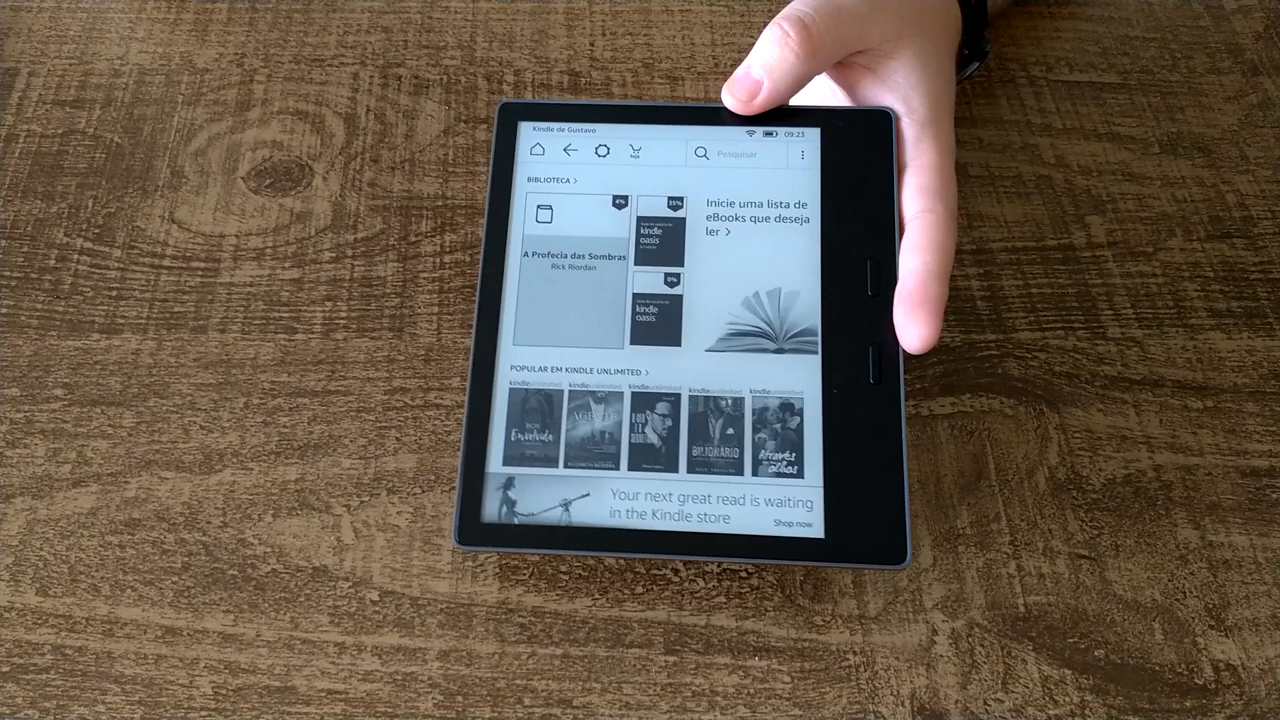 Kindle de Gustavo
09:23
loja
Pesquisar
BIBLIOTECA >
4%
A Profecia das Sombras
Rick Riordan
35%
kindle
oasis
0%
kindle
oasis
Inicie uma lista de
eBooks que deseja
ler >
POPULAR EM KINDLE UNLIMITED >
kindleunlimited
kindleunlimited
kindleunlimited
kindleunlimited
kindleunlimited
Envolvida
AGENTE
BILIONÁRIO
Através
olhos
Your next great read is waiting
in the Kindle store
Shop now